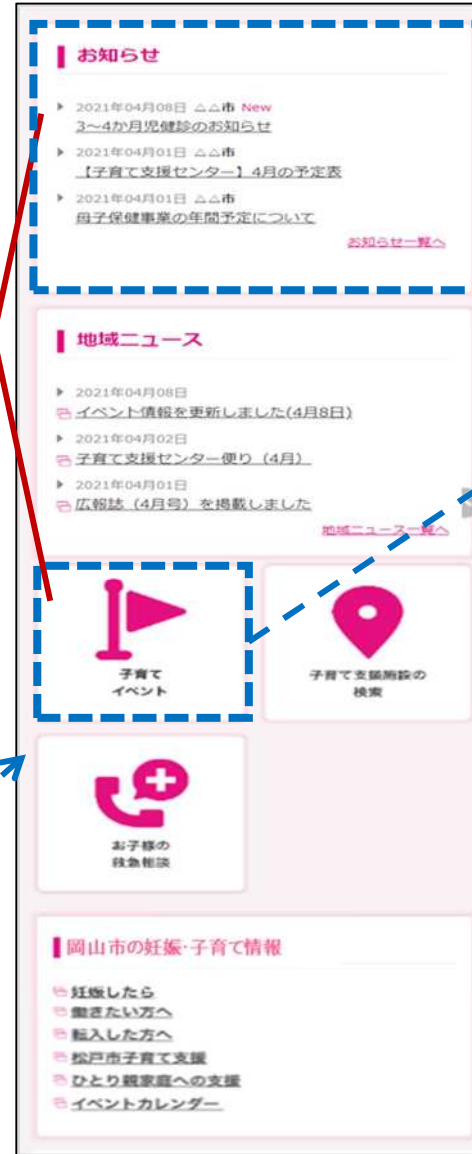 お知らせ
2021年04月08日 △△市 New
3～4か月児健診のお知らせ
2021年04月01日 △△市
【子育て支援センター】4月の予定表
2021年04月01日 △△市
母子保健事業の年間予定について
お知らせ一覧へ
地域ニュース
2021年04月08日
イベント情報を更新しました(4月8日)
2021年04月02日
子育て支援センター便り（4月）
2021年04月01日
広報誌（4月号）を掲載しました
地域ニュース一覧へ
子育て
イベント
子育て支援施設の
検索
お子様の
救急相談
岡山市の妊娠･子育て情報
妊娠したら
働きたい方へ
転入した方へ
松戸市子育て支援
ひとり親家庭への支援
イベントカレンダー